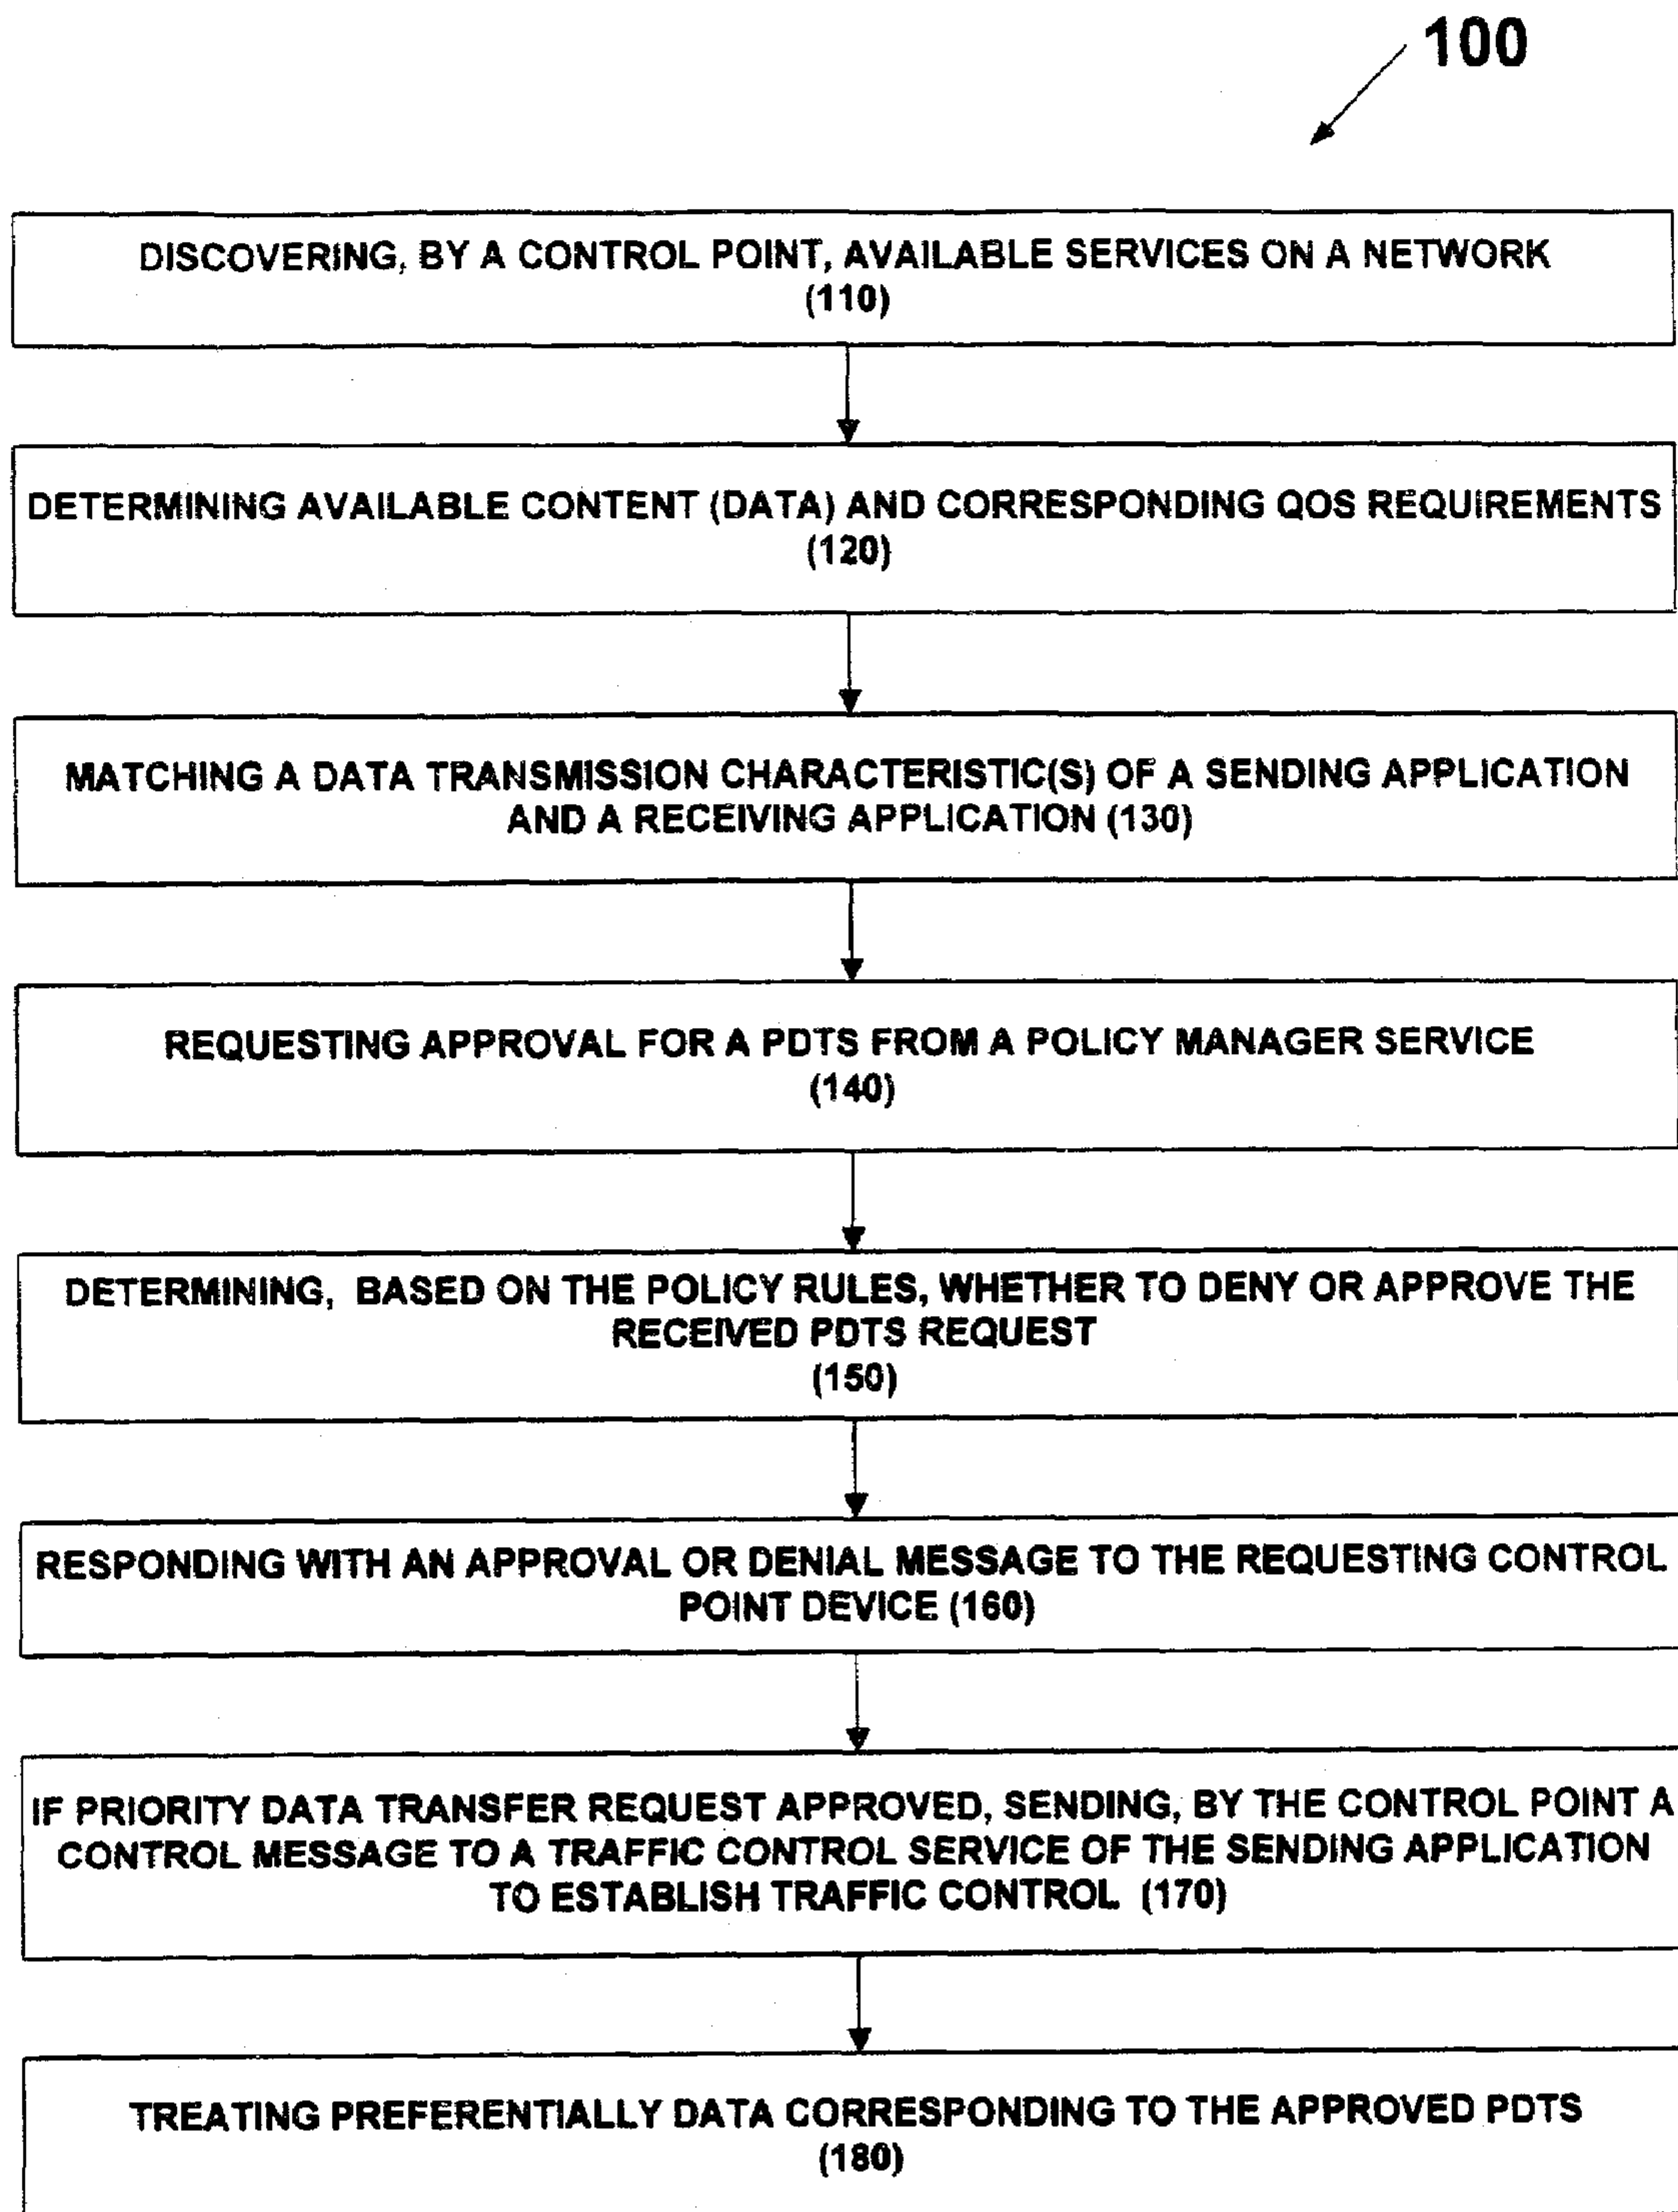 100
DISCOVERING, BY A CONTROL POINT, AVAILABLE SERVICES ON A NETWORK
(110)
DETERMINING AVAILABLE CONTENT (DATA) AND CORRESPONDING QOS REQUIREMENTS
(120)
MATCHING A DATA TRANSMISSION CHARACTERISTIC(S) OF A SENDING APPLICATION
AND A RECEIVING APPLICATION (130)
REQUESTING APPROVAL FOR A PDTS FROM A POLICY MANAGER SERVICE
(140)
DETERMINING, BASED ON THE POLICY RULES, WHETHER TO DENY OR APPROVE THE
RECEIVED PDTS REQUEST
(150)
RESPONDING WITH AN APPROVAL OR DENIAL MESSAGE TO THE REQUESTING CONTROL
POINT DEVICE (160)
IF PRIORITY DATA TRANSFER REQUEST APPROVED, SENDING, BY THE CONTROL POINT A
CONTROL MESSAGE TO A TRAFFIC CONTROL SERVICE OF THE SENDING APPLICATION
TO ESTABLISH TRAFFIC CONTROL (170)
TREATING PREFERENTIALLY DATA CORRESPONDING TO THE APPROVED PDTS
(180)